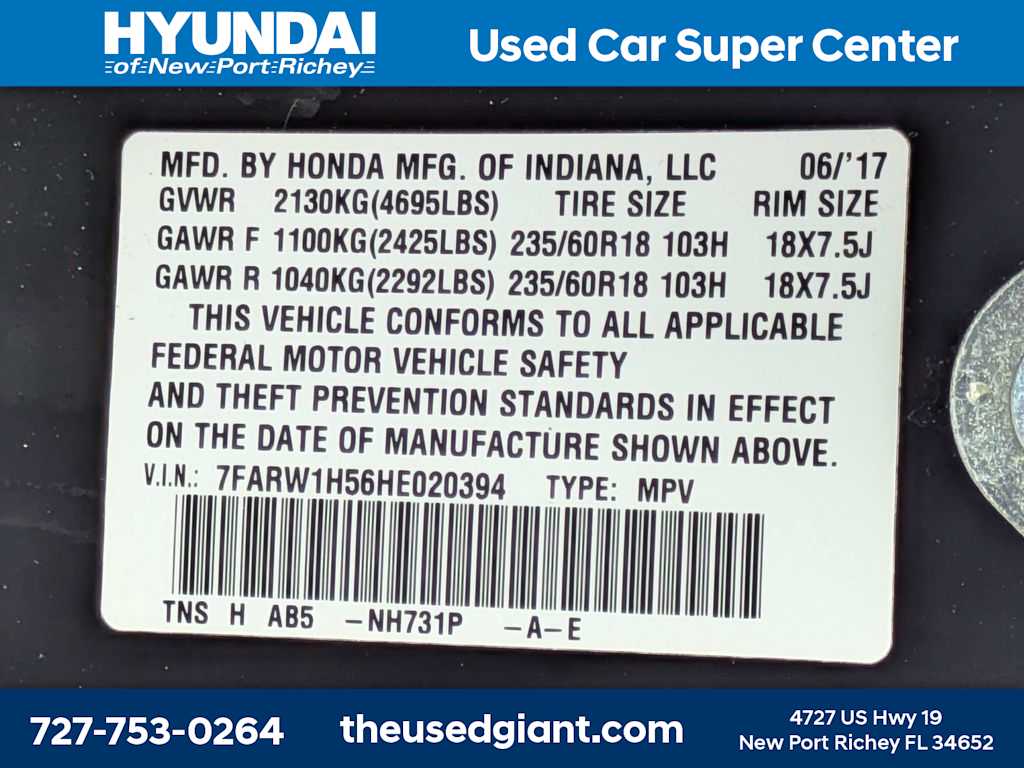 HYUNDAI
of New Port Richey
Used Car Super Center
MFD. BY HONDA MFG. OF INDIANA, LLC 06/'17
GVWR 2130KG(4695LBS) TIRE SIZE RIM SIZE
GAWR F 1100KG(2425LBS) 235/60R18 103H 18X7.5J
GAWR R 1040KG(2292LBS) 235/60R18 103H 18X7.5J
THIS VEHICLE CONFORMS TO ALL APPLICABLE
FEDERAL MOTOR VEHICLE SAFETY
AND THEFT PREVENTION STANDARDS IN EFFECT
ON THE DATE OF MANUFACTURE SHOWN ABOVE.
V.I.N.: 7FARW1H56HE020394 TYPE: MPV
TNS H AB5 -NH731P -A-E
727-753-0264
theusedgiant.com
4727 US Hwy 19
New Port Richey FL 34652